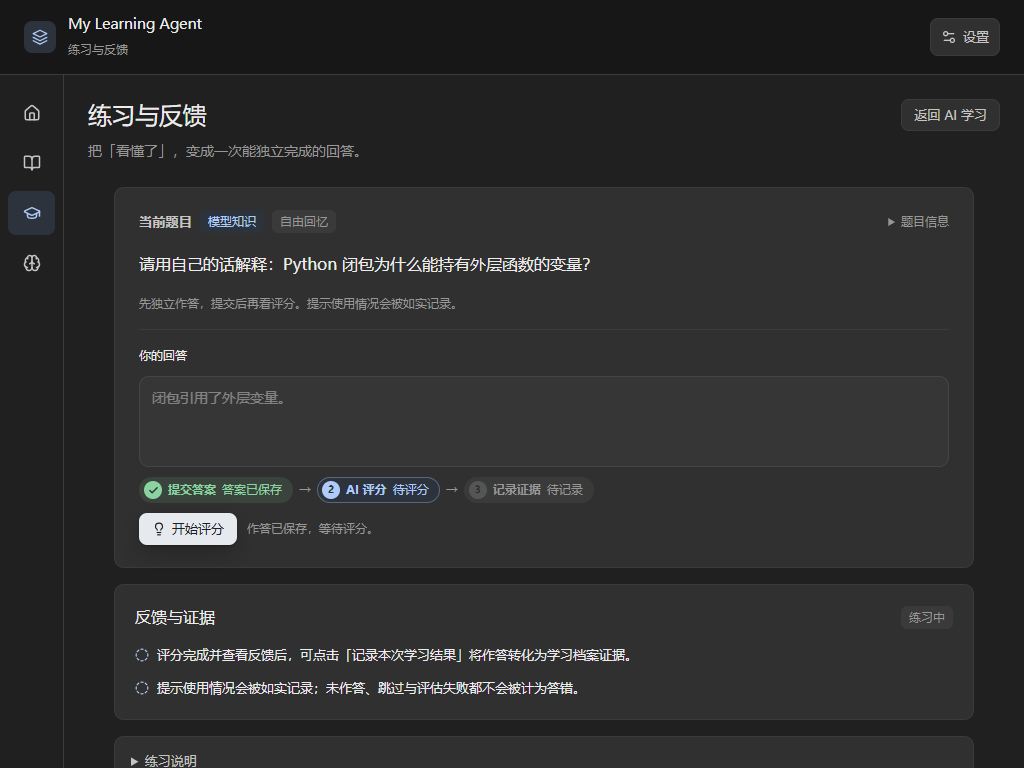 My Learning Agent
练习与反馈
设置
练习与反馈
返回 AI 学习
把「看懂了」，变成一次能独立完成的回答。
当前题目 模型知识 自由回忆
▶ 题目信息
请用自己的话解释：Python 闭包为什么能持有外层函数的变量？
先独立作答，提交后再看评分。提示使用情况会被如实记录。
你的回答
闭包引用了外层变量。
提交答案 答案已保存 → 2 AI 评分 待评分 → 3 记录证据 待记录
开始评分 作答已保存，等待评分。
反馈与证据
练习中
评分完成并查看反馈后，可点击「记录本次学习结果」将作答转化为学习档案证据。
提示使用情况会被如实记录；未作答、跳过与评估失败都不会被计为答错。
▶ 练习说明